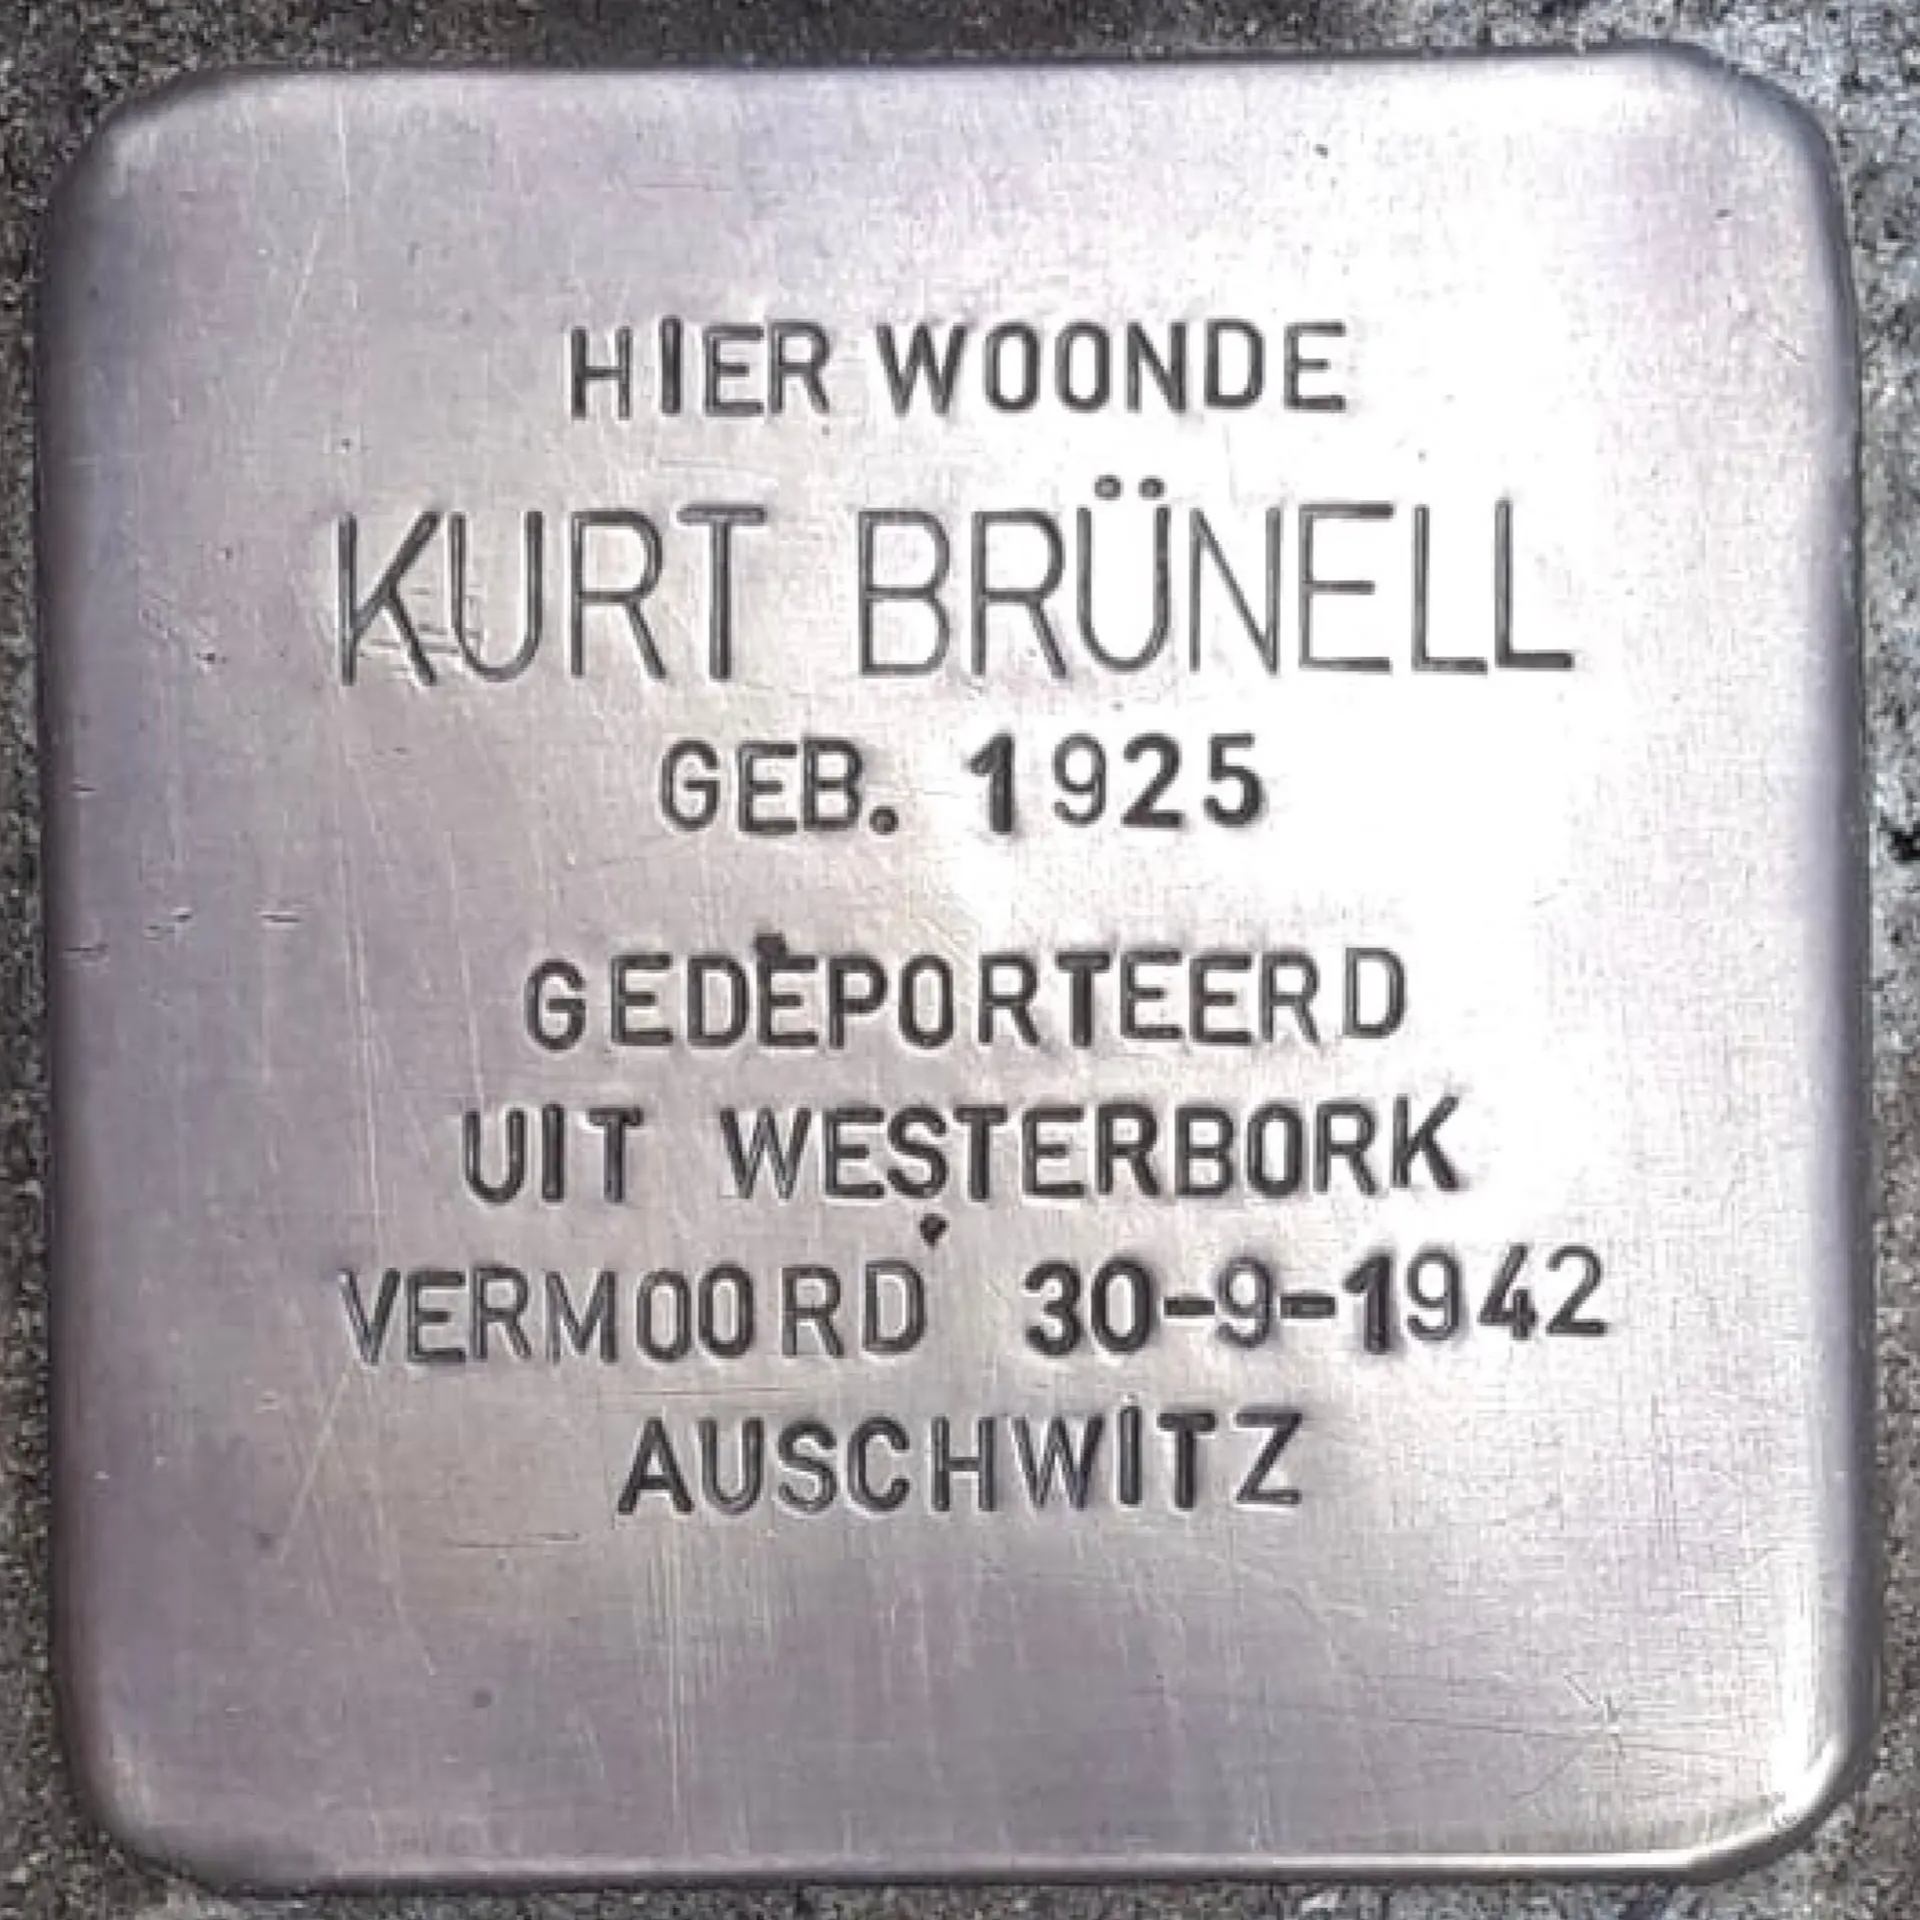 HIER WOONDE
KURT BRÜNELL
GEB. 1925
GEDEPORTEERD
UIT WESTERBORK
VERMOORD 30-9-1942
AUSCHWITZ